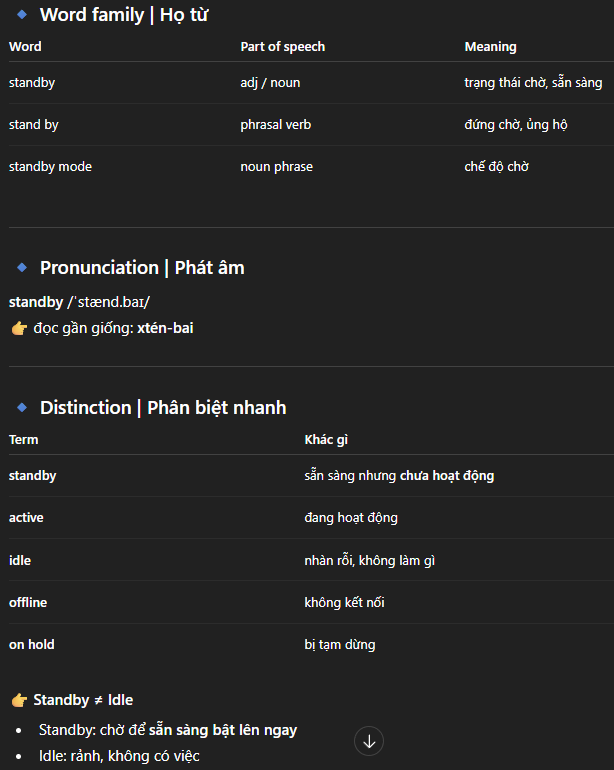 Word family | Họ từ
Word Part of speech Meaning
standby adj / noun trạng thái chờ, sẵn sàng
stand by phrasal verb đứng chờ, ủng hộ
standby mode noun phrase chế độ chờ
Pronunciation | Phát âm
standby /ˈstænd.baɪ/
👉 đọc gần giống: xtén-bai
Distinction | Phân biệt nhanh
Term Khác gì
standby sẵn sàng nhưng chưa hoạt động
active đang hoạt động
idle nhàn rỗi, không làm gì
offline không kết nối
on hold bị tạm dừng
👉 Standby ≠ Idle
• Standby: chờ để sẵn sàng bật lên ngay
• Idle: rảnh, không có việc